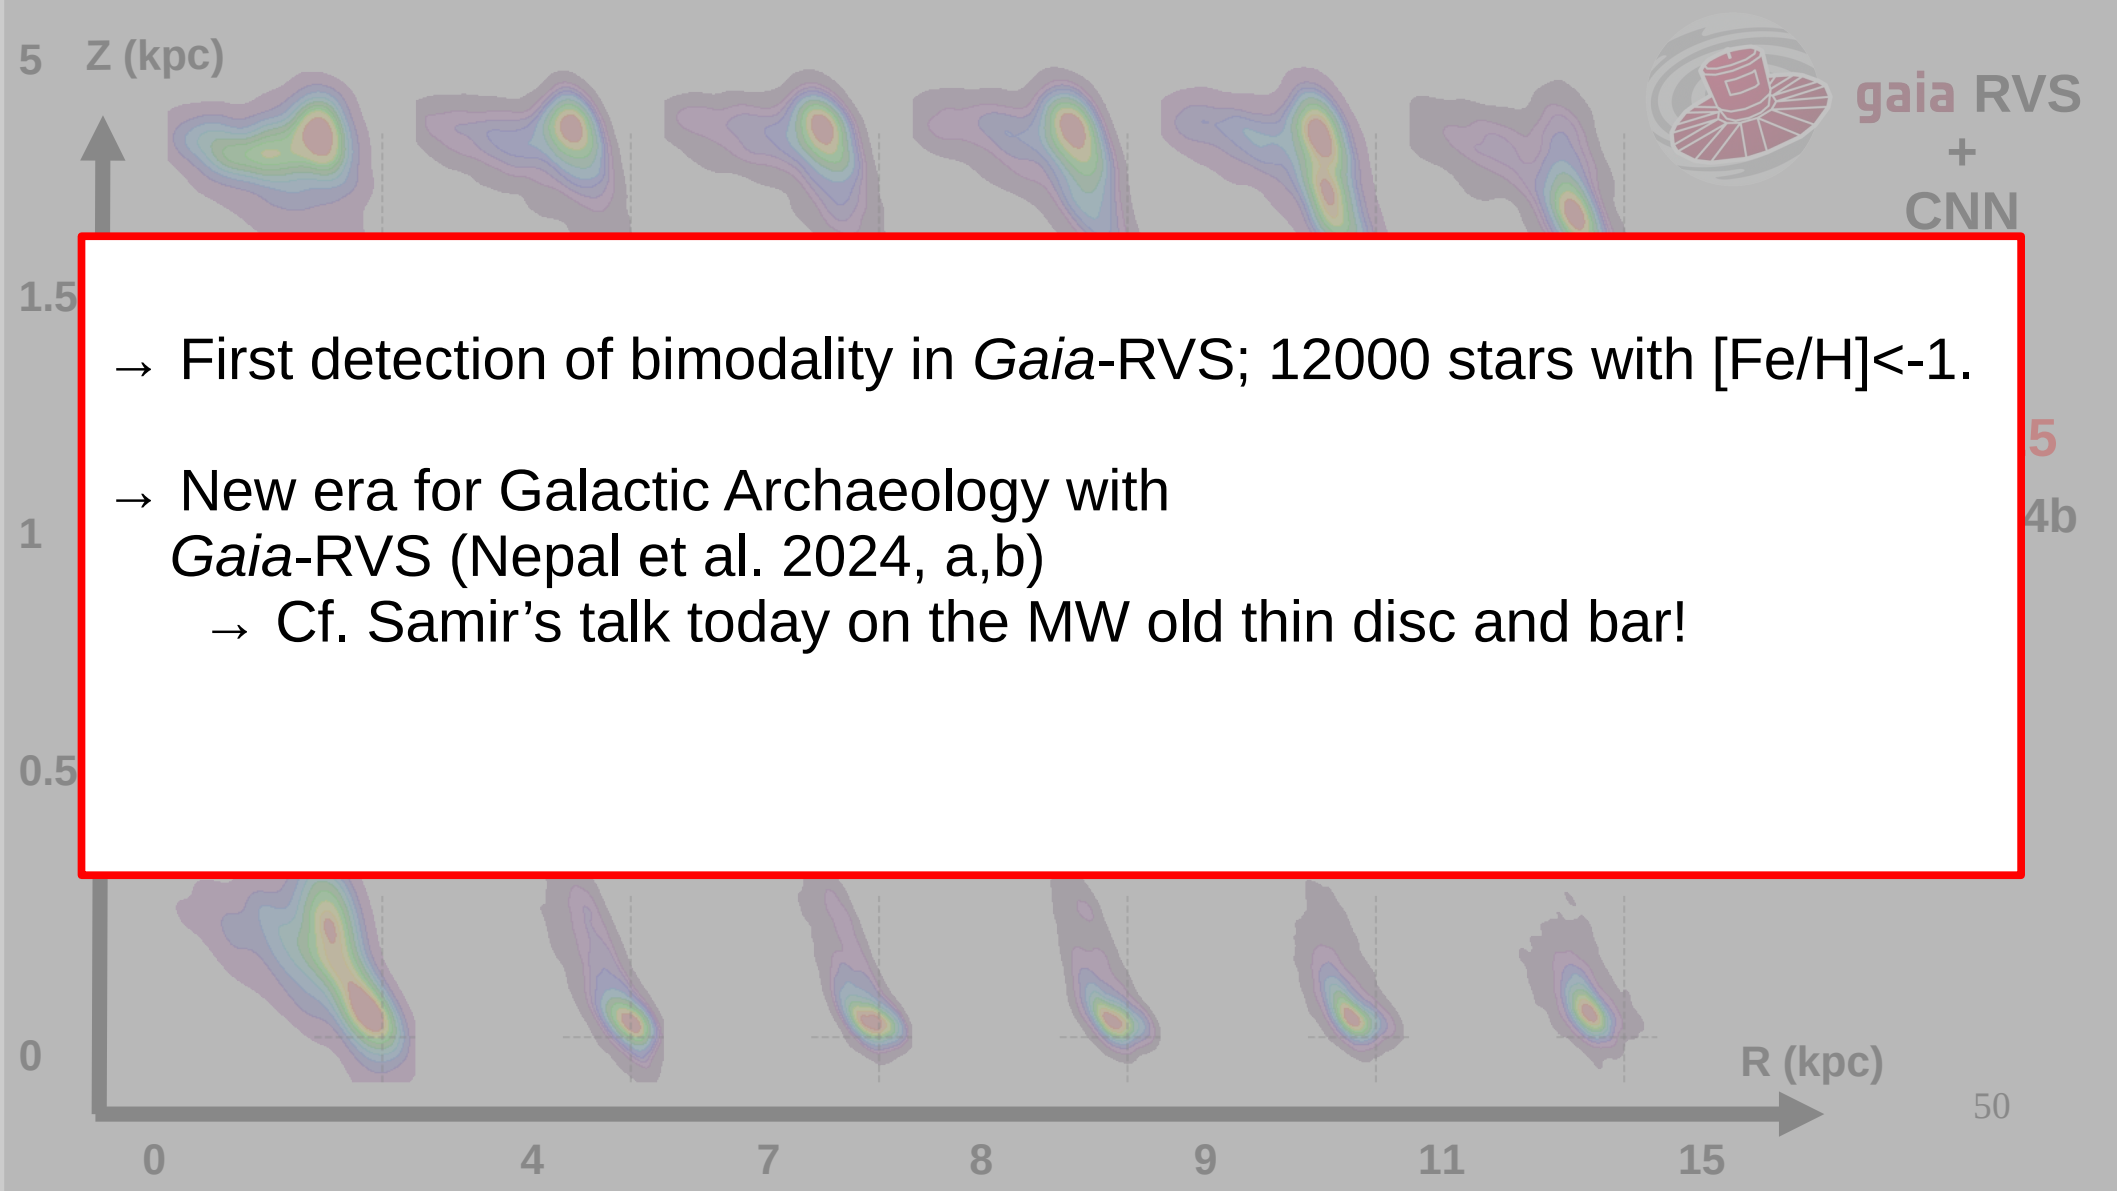 5 Z (kpc)
gaia RVS
+
CNN
1.5
→ First detection of bimodality in Gaia-RVS; 12000 stars with [Fe/H]<-1.
5
→ New era for Galactic Archaeology with
4b
1
Gaia-RVS (Nepal et al. 2024, a,b)
→ Cf. Samir’s talk today on the MW old thin disc and bar!
0.5
0
R (kpc)
50
0 4 7 8 9 11 15